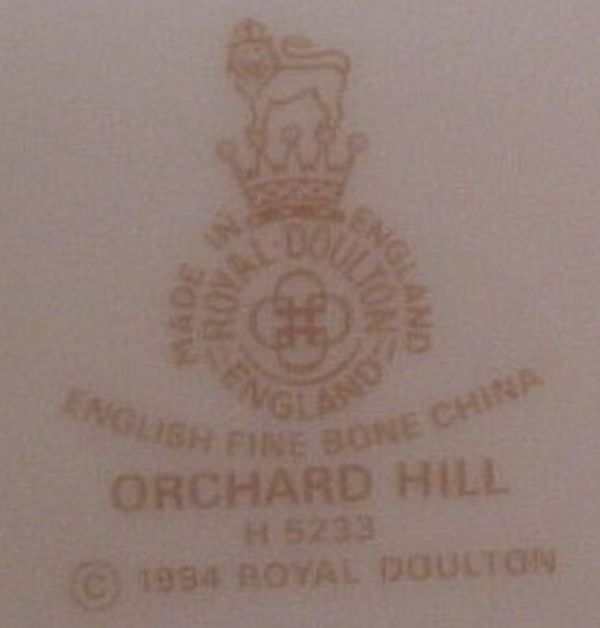 MADE IN ENGLAND
ROYAL DOULTON
ENGLAND
ENGLISH FINE BONE CHINA
ORCHARD HILL
H 5233
© 1994 ROYAL DOULTON